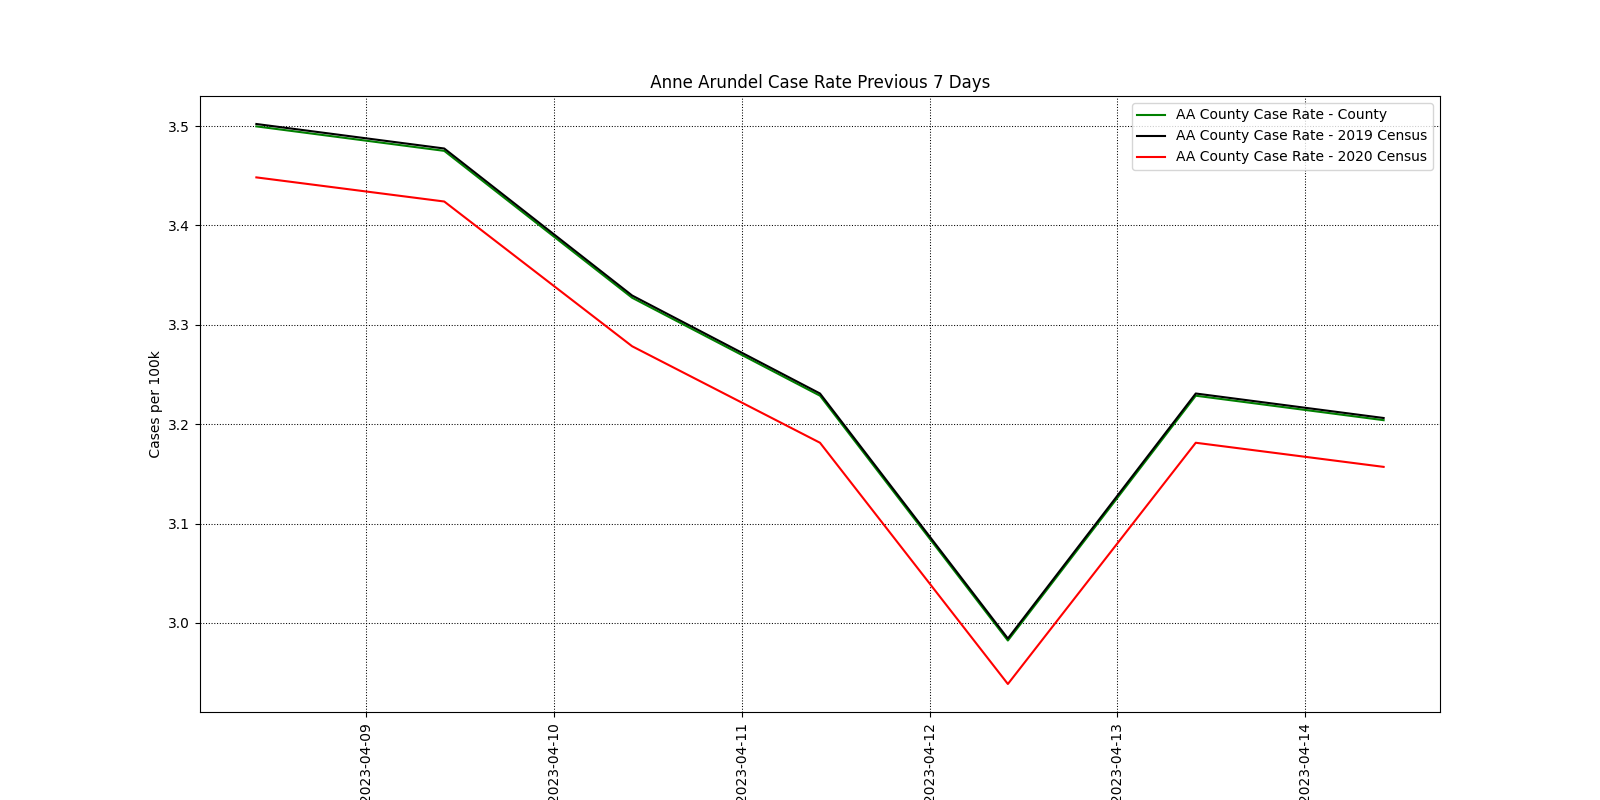 Anne Arundel Case Rate Previous 7 Days
AA County Case Rate - County
AA County Case Rate - 2019 Census
AA County Case Rate - 2020 Census
3.5
3.4
3.3
3.2
3.1
3.0
Cases per 100k
2023-04-09
2023-04-10
2023-04-11
2023-04-12
2023-04-13
2023-04-14